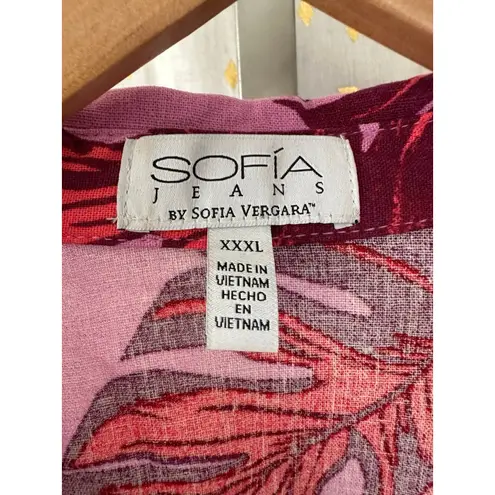 SOFÍA
JEANS
BY SOFIA VERGARA™
XXXL
MADE IN
VIETNAM
HECHO
EN
VIETNAM